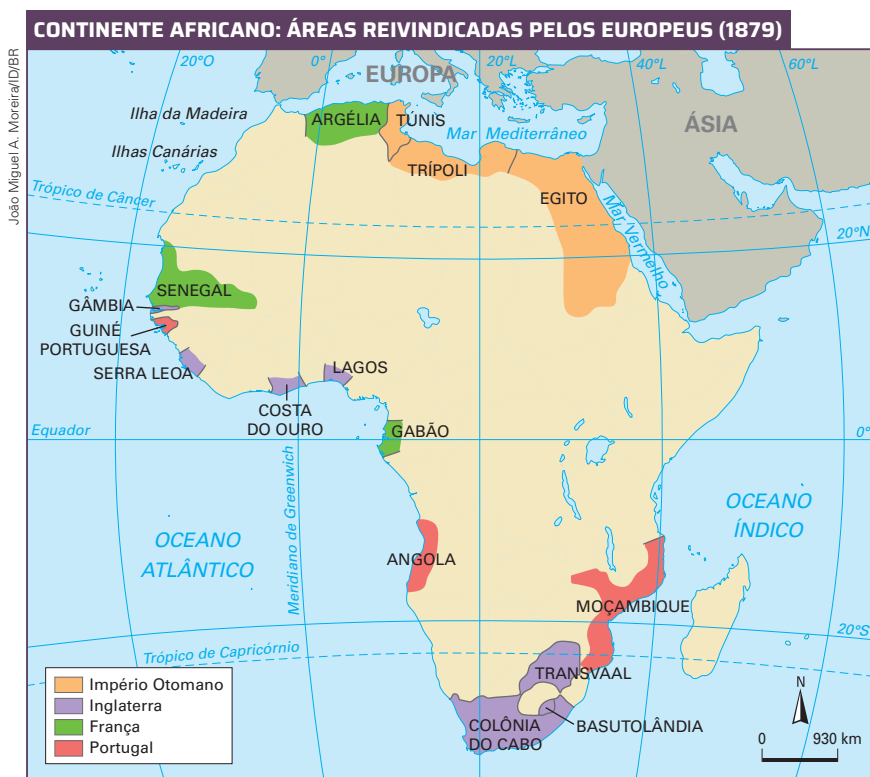 CONTINENTE AFRICANO: ÁREAS REIVINDICADAS PELOS EUROPEUS (1879)
João Miguel A. Moreira/ID/BR
20°O
0°
20°L
40°L
60°L
EUROPA
Ilha da Madeira
ARGÉLIA
TÚNIS
Mar Mediterrâneo
ÁSIA
Ilhas Canárias
TRÍPOLI
EGITO
Trópico de Câncer
Mar Vermelho
20°N
SENEGAL
GÂMBIA
GUINÉ
PORTUGUESA
SERRA LEOA
LAGOS
COSTA
DO OURO
Equador
GABÃO
0°
Meridiano de Greenwich
OCEANO
ATLÂNTICO
ANGOLA
OCEANO
ÍNDICO
MOÇAMBIQUE
20°S
Trópico de Capricórnio
TRANSVAAL
COLÔNIA
DO CABO
BASUTOLÂNDIA
Império Otomano
Inglaterra
França
Portugal
N
0 930 km